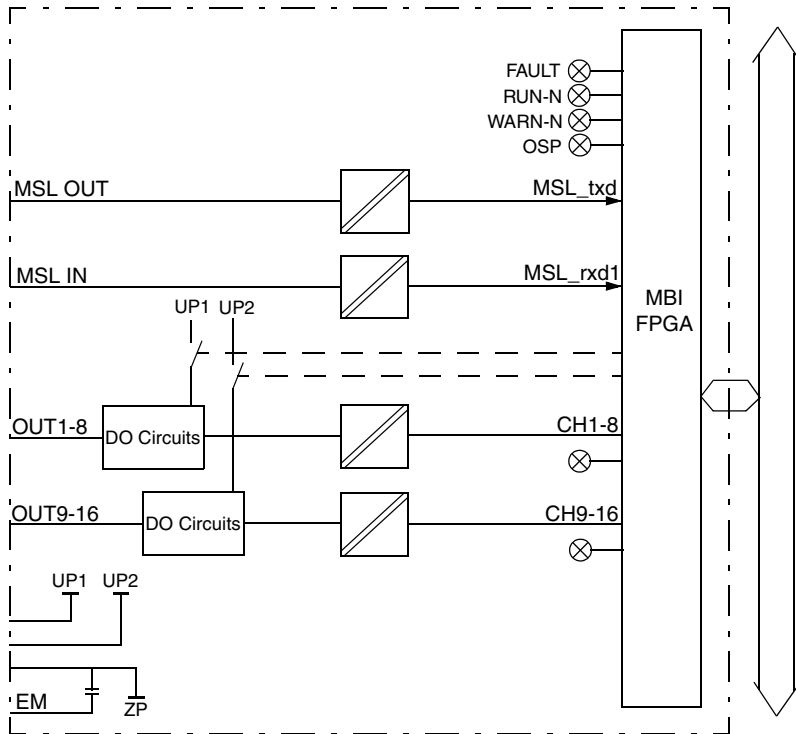 FAULT
RUN-N
WARN-N
OSP
MSL OUT
MSL_txd
MSL IN
MSL_rxd1
UP1 UP2
MBI
FPGA
OUT1-8
DO Circuits
CH1-8
OUT9-16
DO Circuits
CH9-16
UP1 UP2
EM
ZP